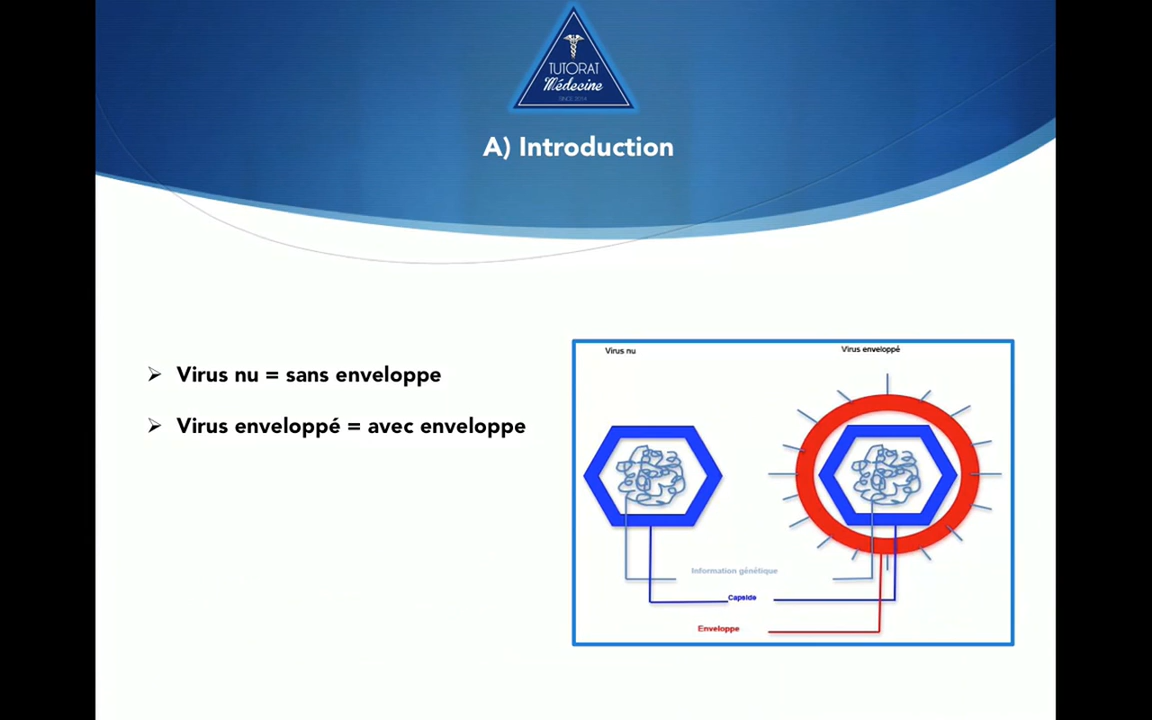 TUTORAT
Médecine
SINCE 2014
A) Introduction
Virus nu = sans enveloppe
Virus enveloppé = avec enveloppe
Virus nu
Virus enveloppé
Information génétique
Capside
Enveloppe